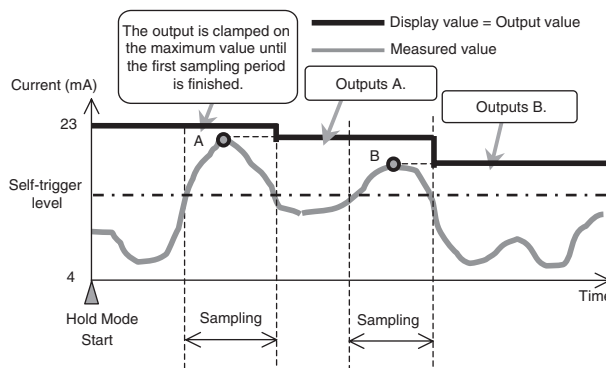 The output is clamped on
the maximum value until
the first sampling period
is finished.
Display value = Output value
Measured value
Current (mA)
Outputs A.
Outputs B.
23
A
B
Self-trigger
level
4
Time
Hold Mode
Start
Sampling
Sampling